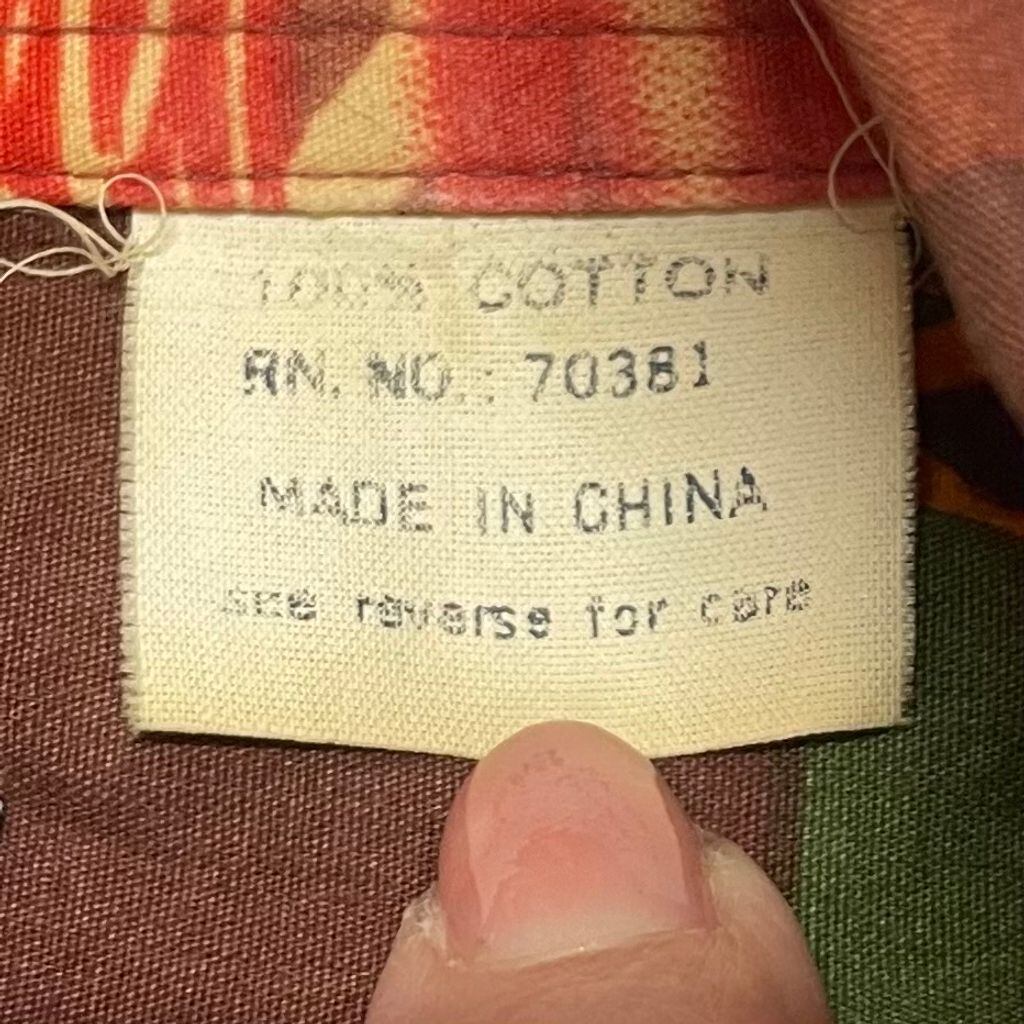 100% COTTON
RN. NO.: 70381
MADE IN CHINA
see reverse for care